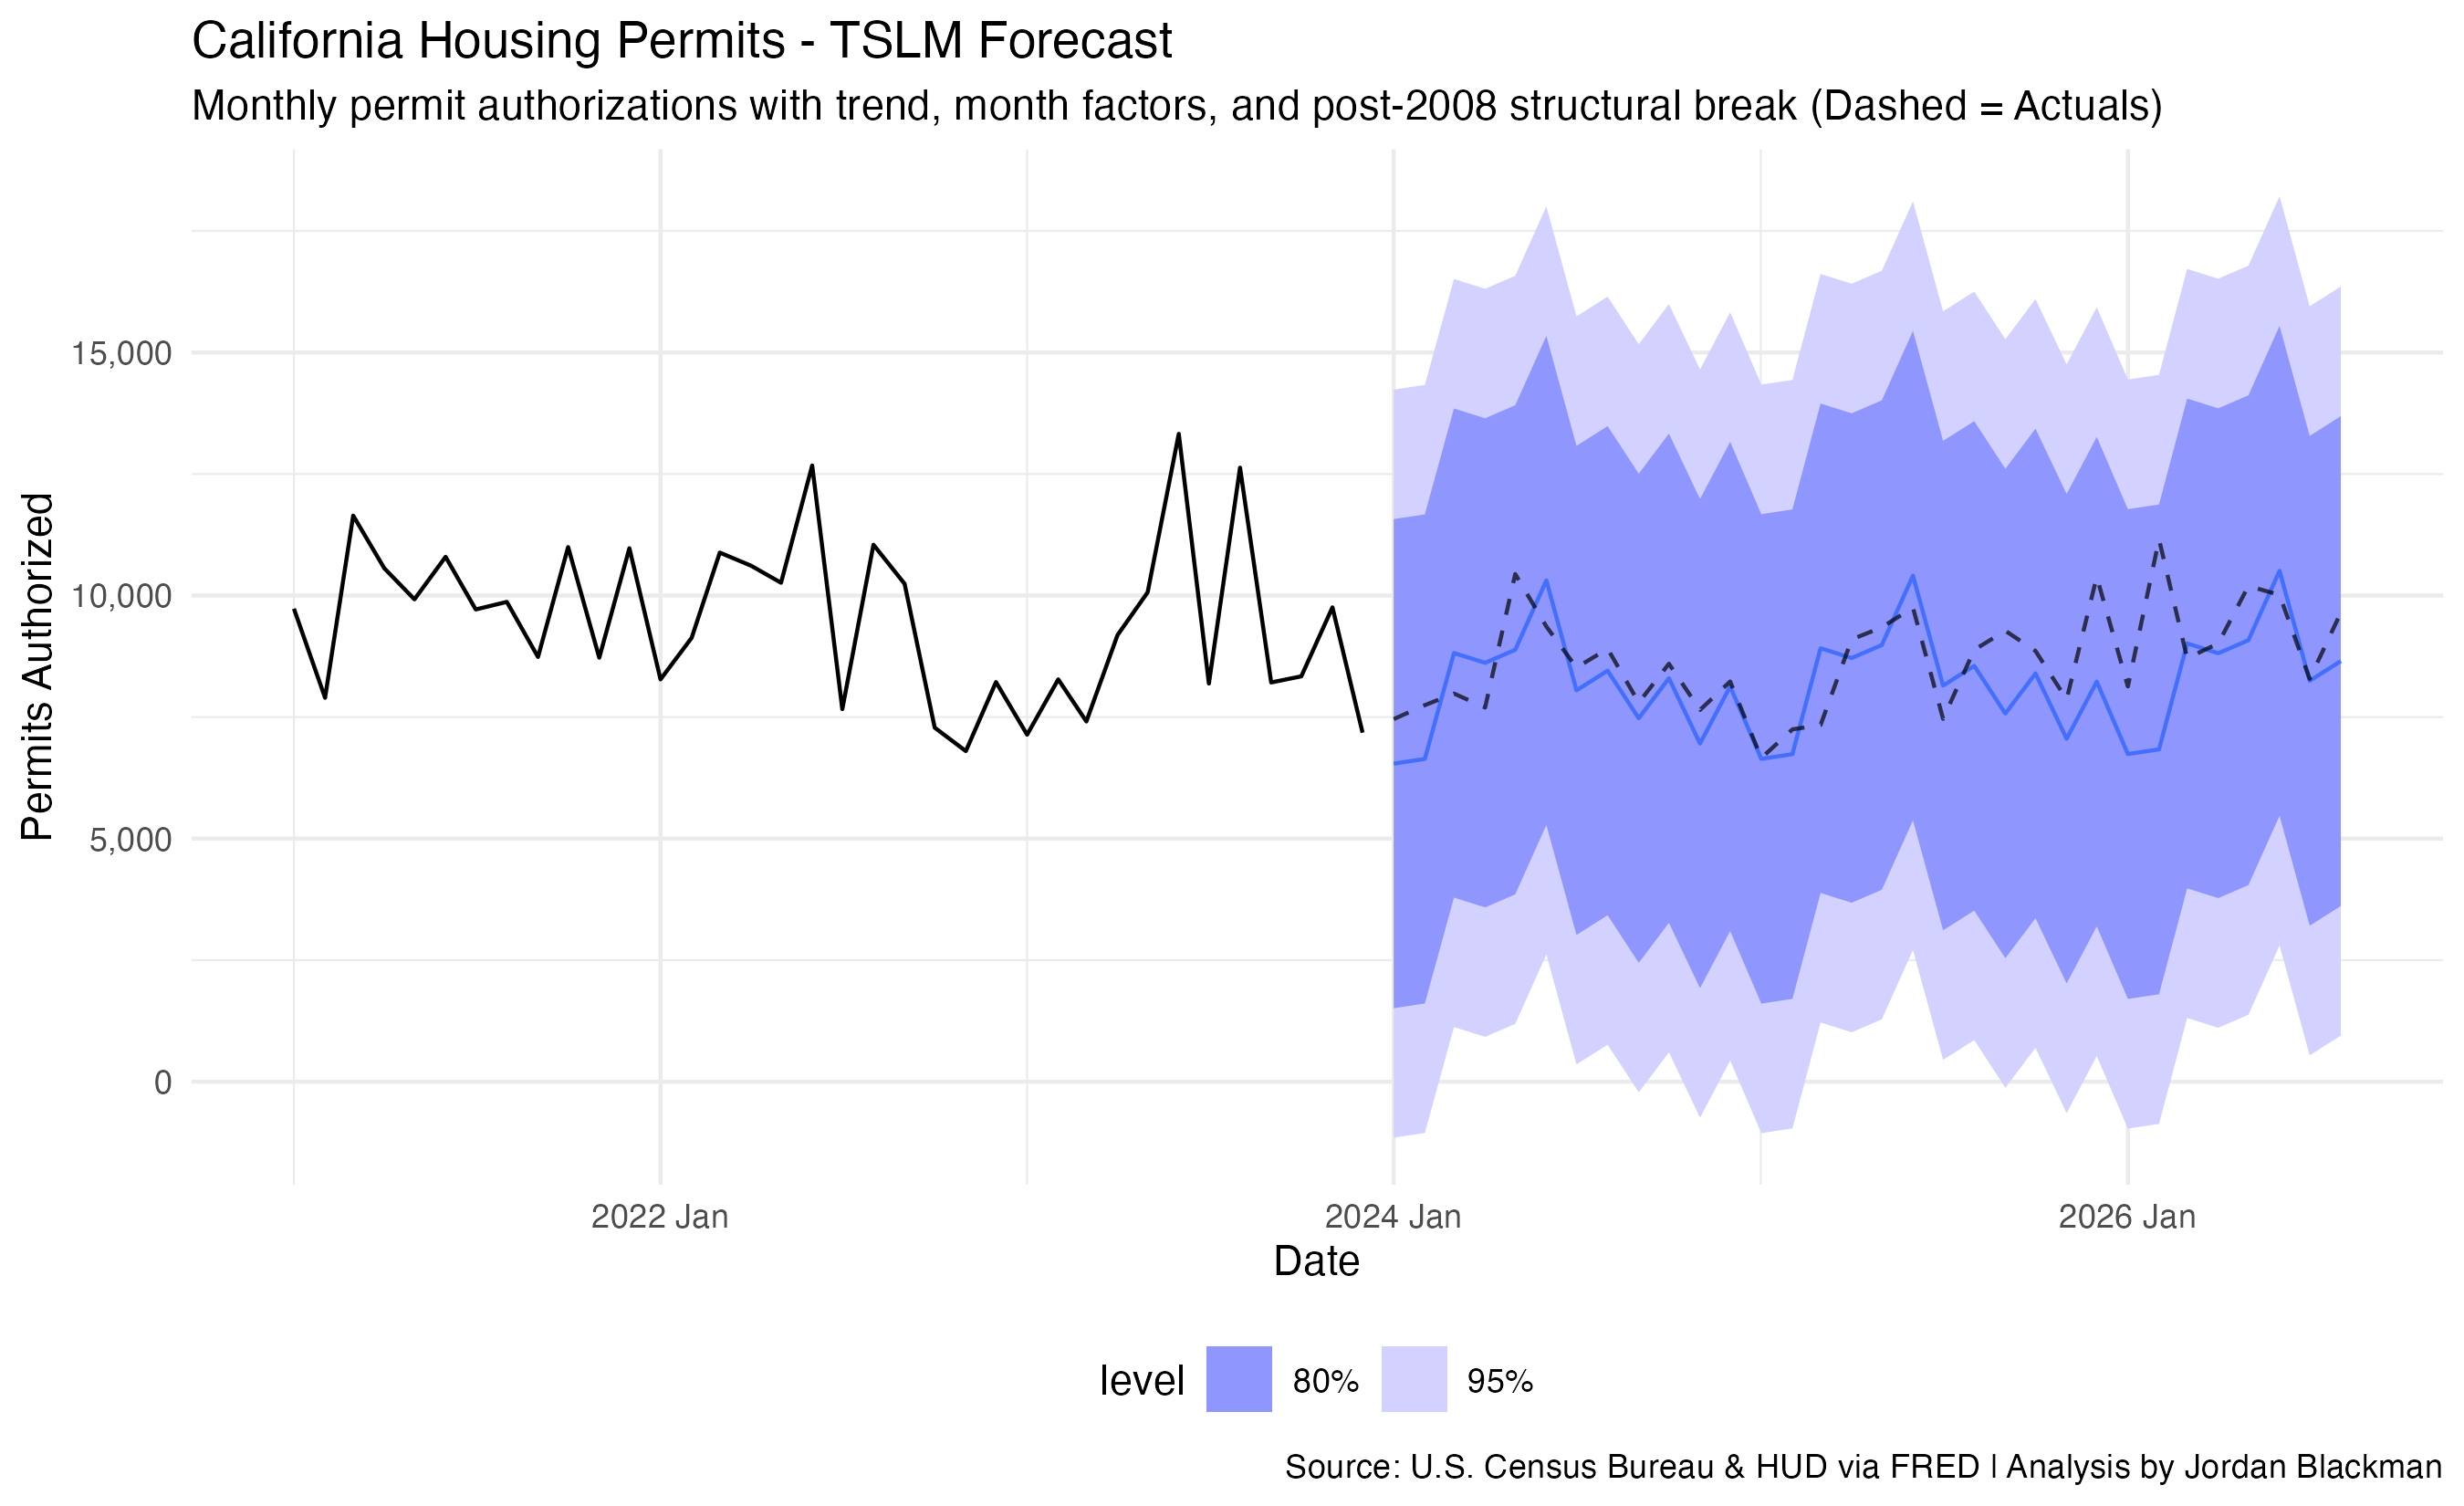 California Housing Permits - TSLM Forecast
Monthly permit authorizations with trend, month factors, and post-2008 structural break (Dashed = Actuals)
Permits Authorized
15,000
10,000
5,000
0
2022 Jan
2024 Jan
2026 Jan
Date
level
80%
95%
Source: U.S. Census Bureau & HUD via FRED | Analysis by Jordan Blackman